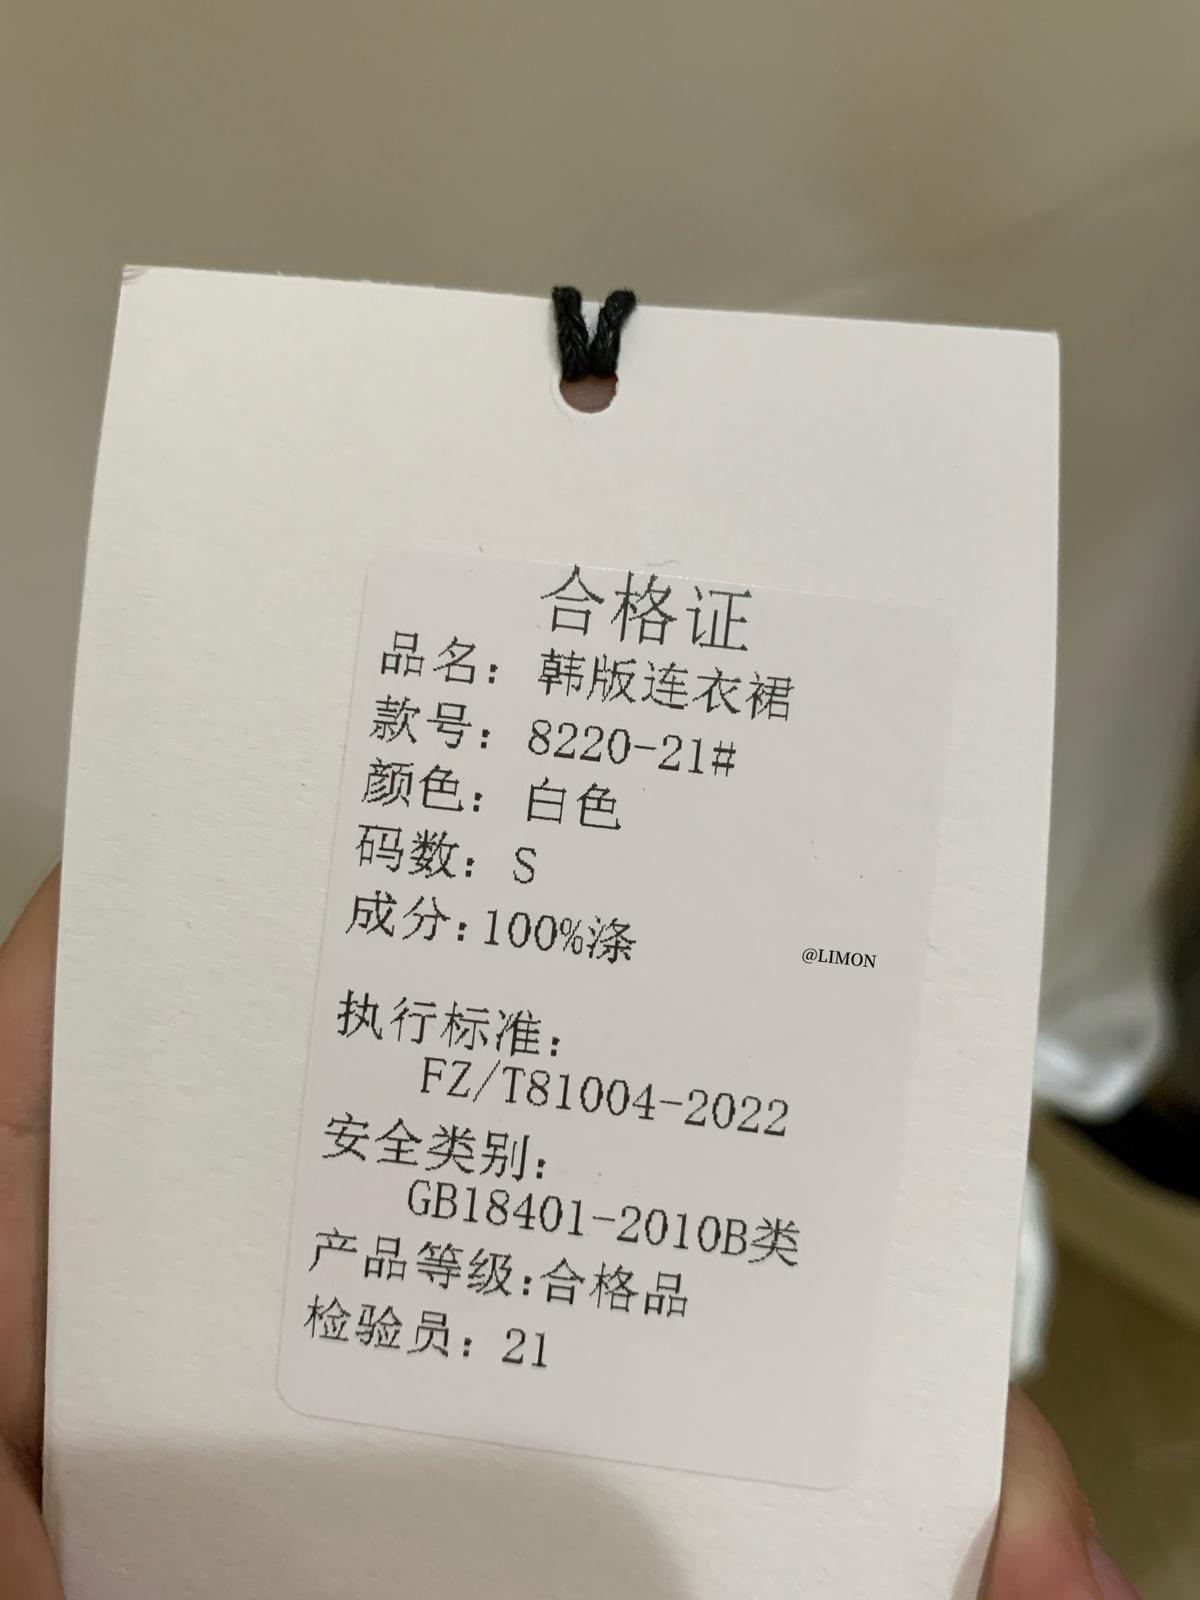 合格证
品名：韩版连衣裙
款号：8220-21#
颜色：白色
码数：S
成分：100%涤
@LIMON
执行标准：
FZ/T81004-2022
安全类别：
GB18401-2010B类
产品等级：合格品
检验员：21